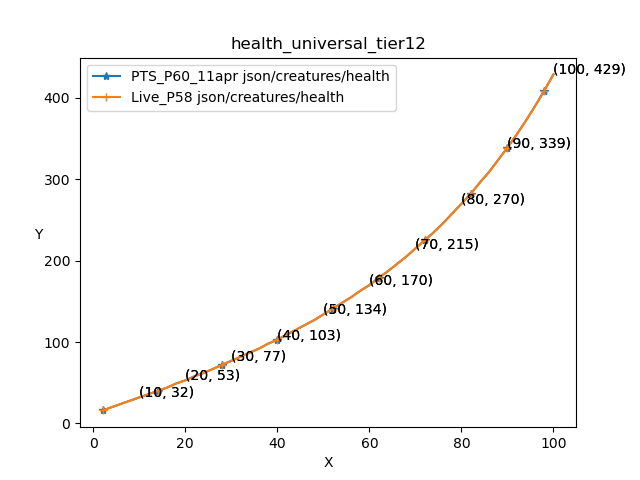 health_universal_tier12
PTS_P60_11apr json/creatures/health
Live_P58 json/creatures/health
(100, 429)
400
(90, 339)
300
(80, 270)
Y
(70, 215)
200
(60, 170)
(50, 134)
100
(40, 103)
(30, 77)
(20, 53)
(10, 32)
0
0 20 40 60 80 100
X